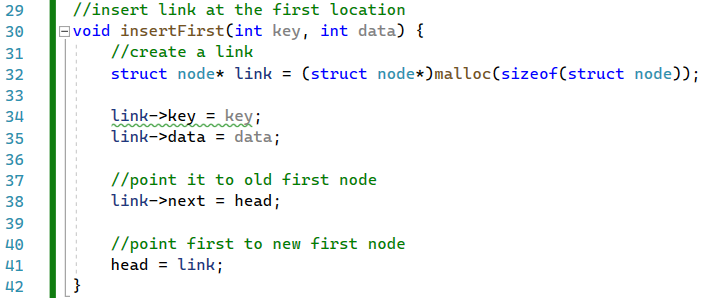 29 //insert link at the first location
30 void insertFirst(int key, int data) {
31     //create a link
32     struct node* link = (struct node*)malloc(sizeof(struct node));
33
34     link->key = key;
35     link->data = data;
36
37     //point it to old first node
38     link->next = head;
39
40     //point first to new first node
41     head = link;
42 }